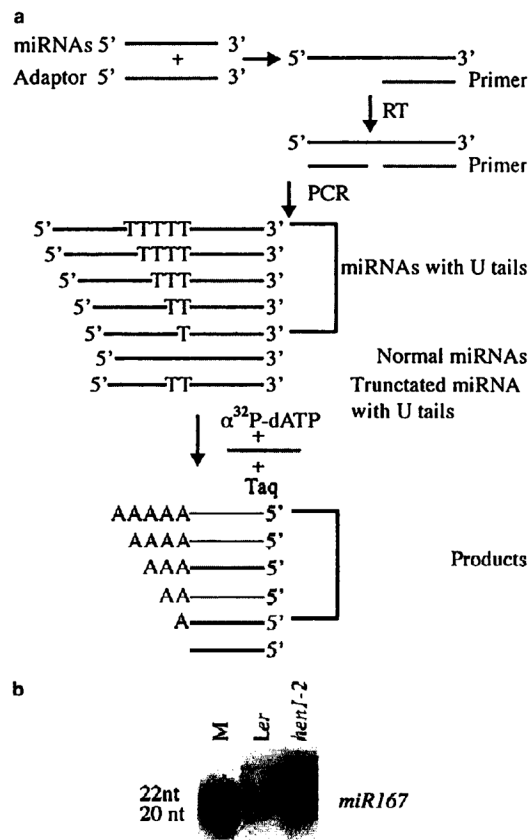 a
miRNAs 5' 3'
+
Adaptor 5' 3'
5' 3'
Primer
RT
5' 3'
Primer
PCR
5' TTTTT 3'
5' TTTT 3'
5' TTT 3'
5' TT 3'
5' T 3'
5' 3'
5' TT 3'
miRNAs with U tails
Normal miRNAs
Trunctated miRNA
with U tails
α³²P-dATP
+
+
Taq
AAAAA 5'
AAAA 5'
AAA 5'
AA 5'
A 5'
5'
Products
b
M Ler hen1-2
22nt
20 nt
miR167